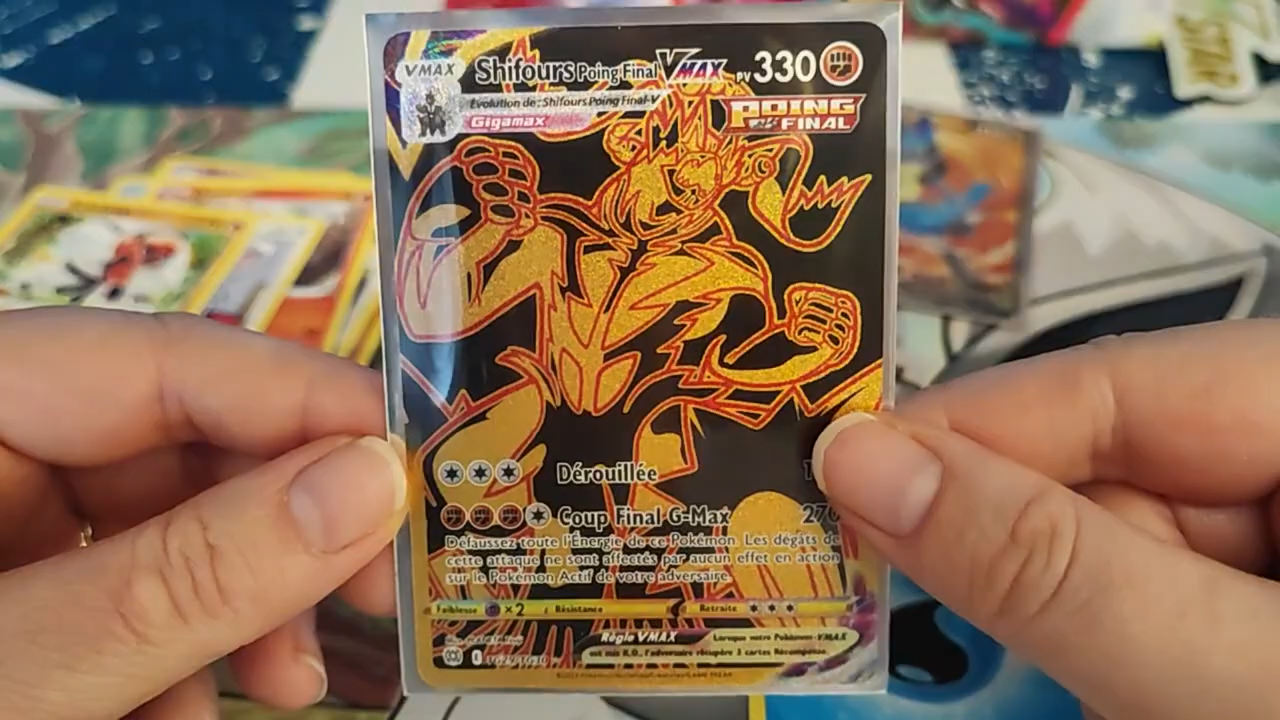 VMAX Shifours Poing Final VMAX PV 330
Évolution de : Shifours Poing Final-V
Gigamax
POING
FINAL
Dérouillée
Coup Final G-Max 270
Défaussez toute l'Énergie de ce Pokémon. Les dégâts de
cette attaque ne sont affectés par aucun effet en action
sur le Pokémon Actif de votre adversaire.
Faiblesse ×2 Résistance Retraite
Règle VMAX Lorsque votre Pokémon-VMAX
est mis K.O., l'adversaire récupère 3 cartes Récompense.
TG29/TG30